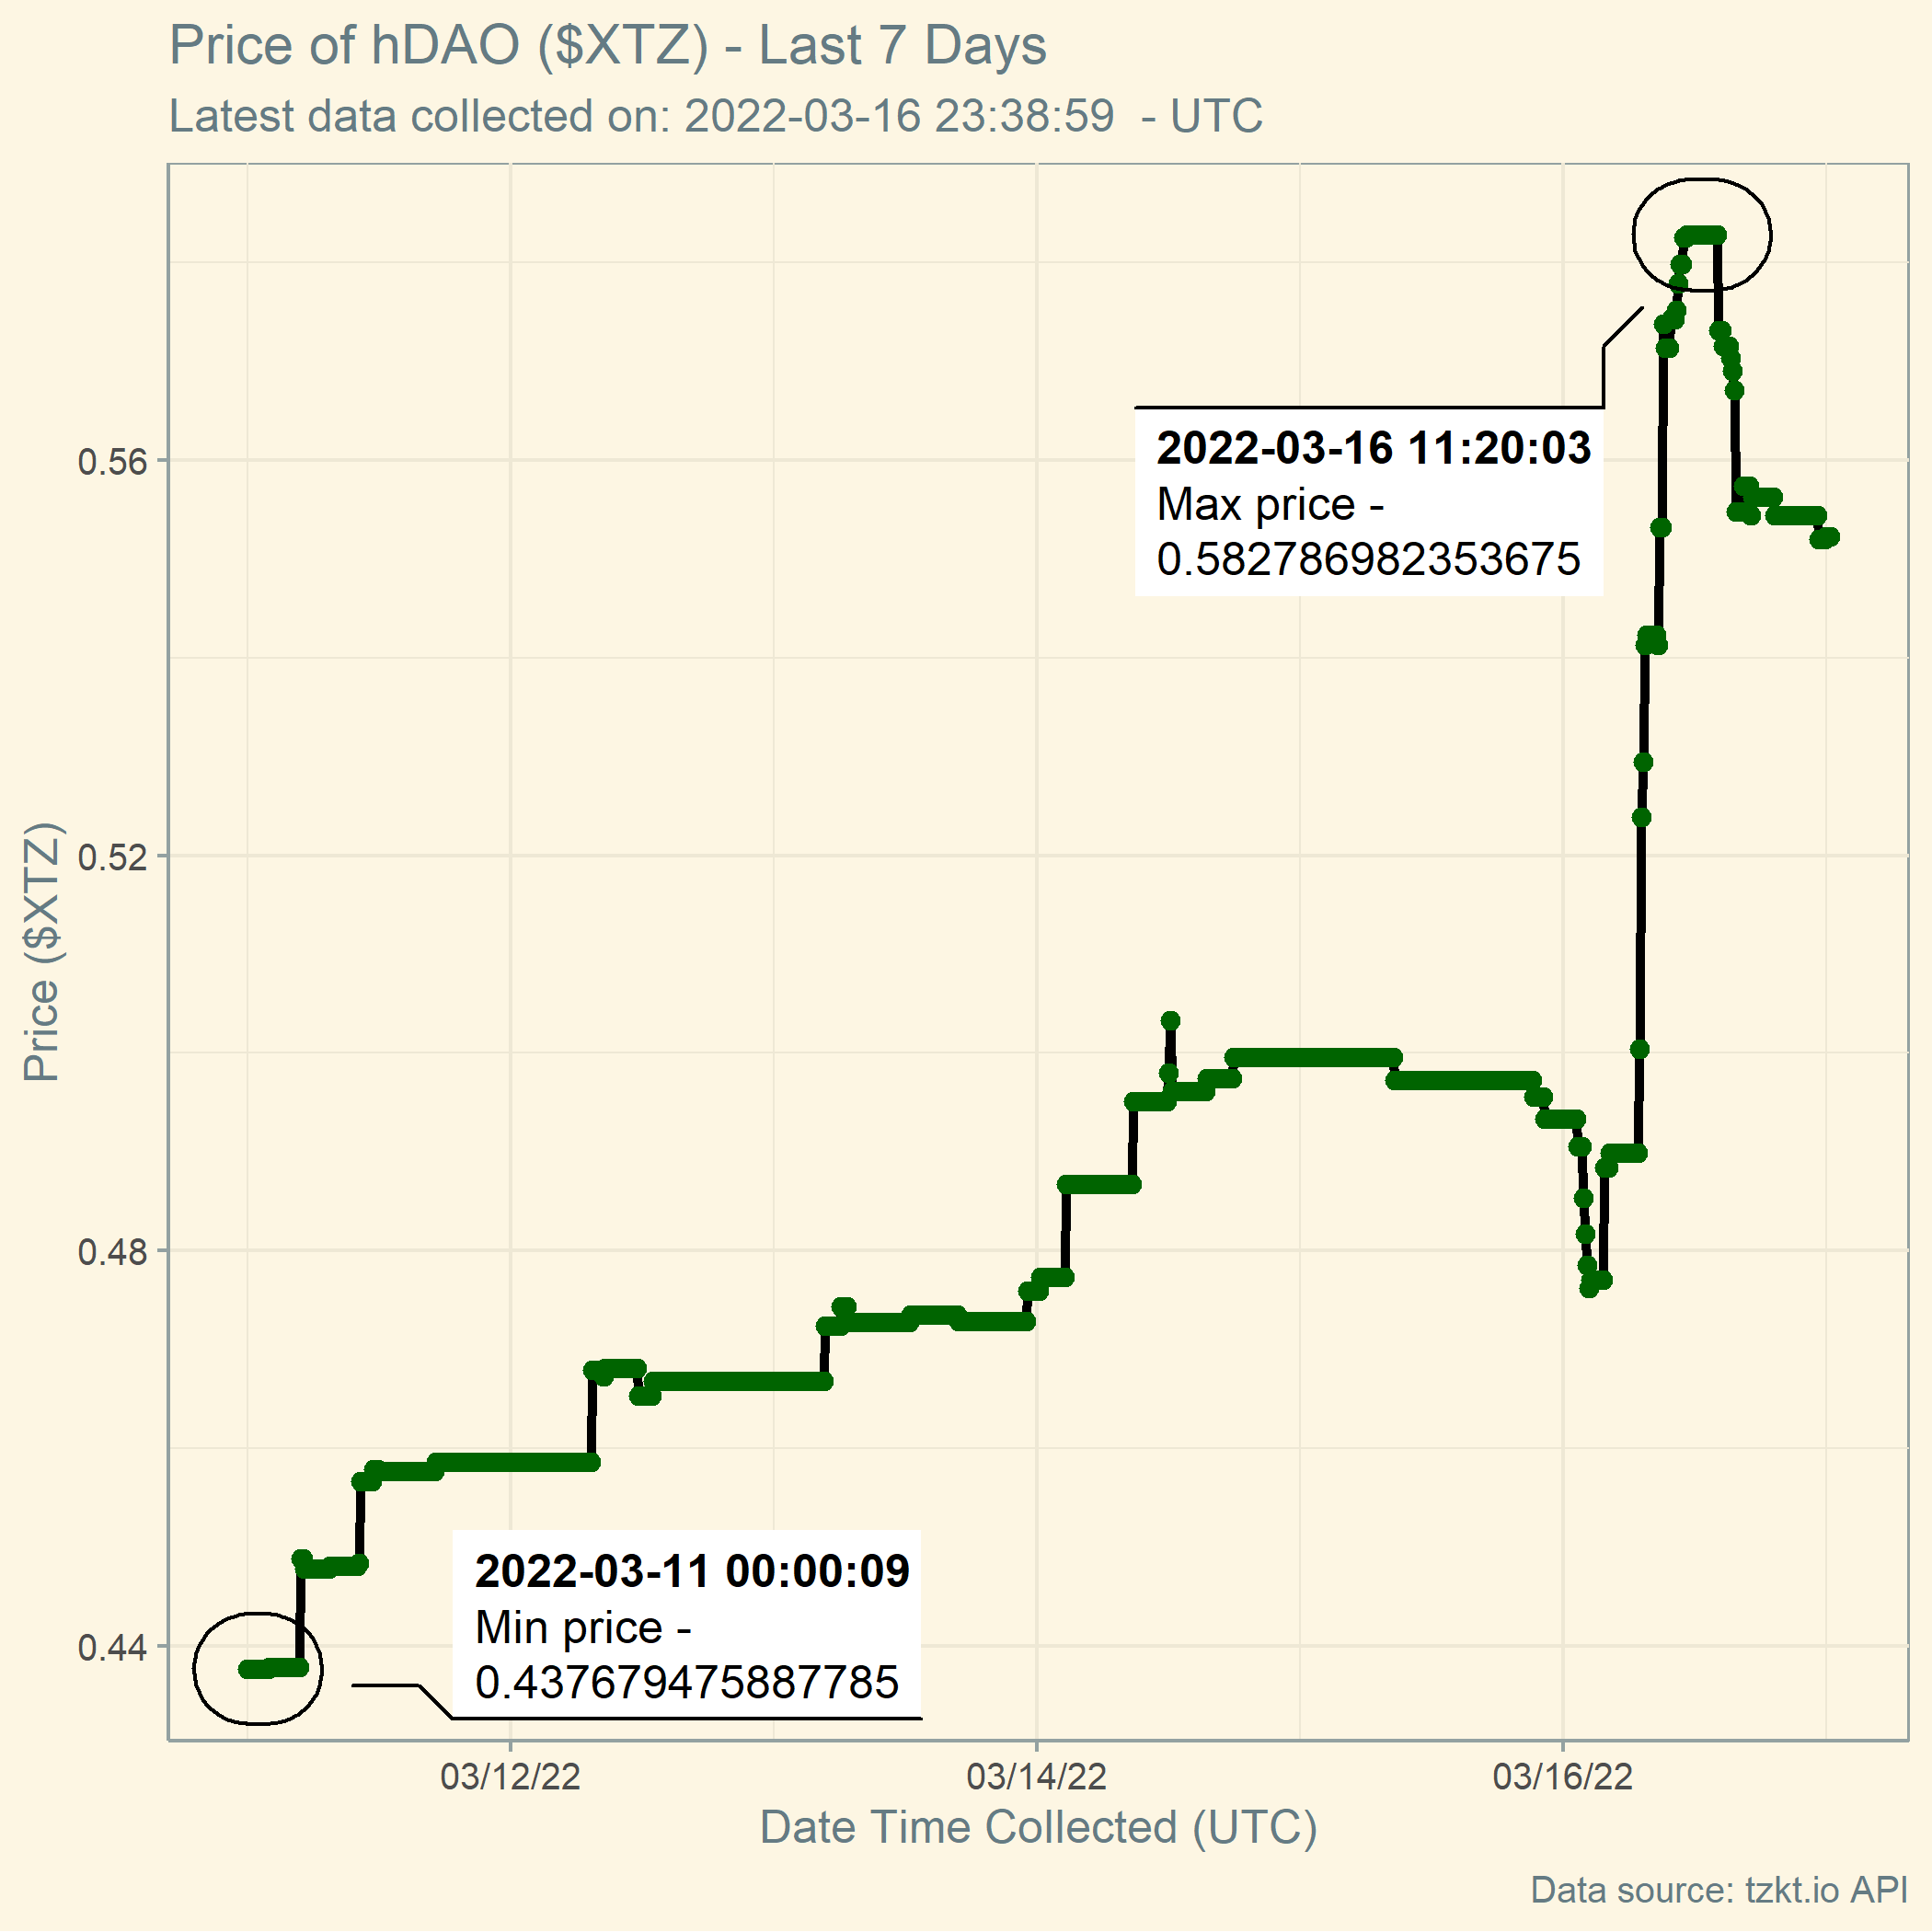 Price of hDAO ($XTZ) - Last 7 Days
Latest data collected on: 2022-03-16 23:38:59  - UTC
2022-03-16 11:20:03
Max price -
0.582786982353675
0.56
0.52
0.48
0.44
Price ($XTZ)
2022-03-11 00:00:09
Min price -
0.437679475887785
03/12/22
03/14/22
03/16/22
Date Time Collected (UTC)
Data source: tzkt.io API